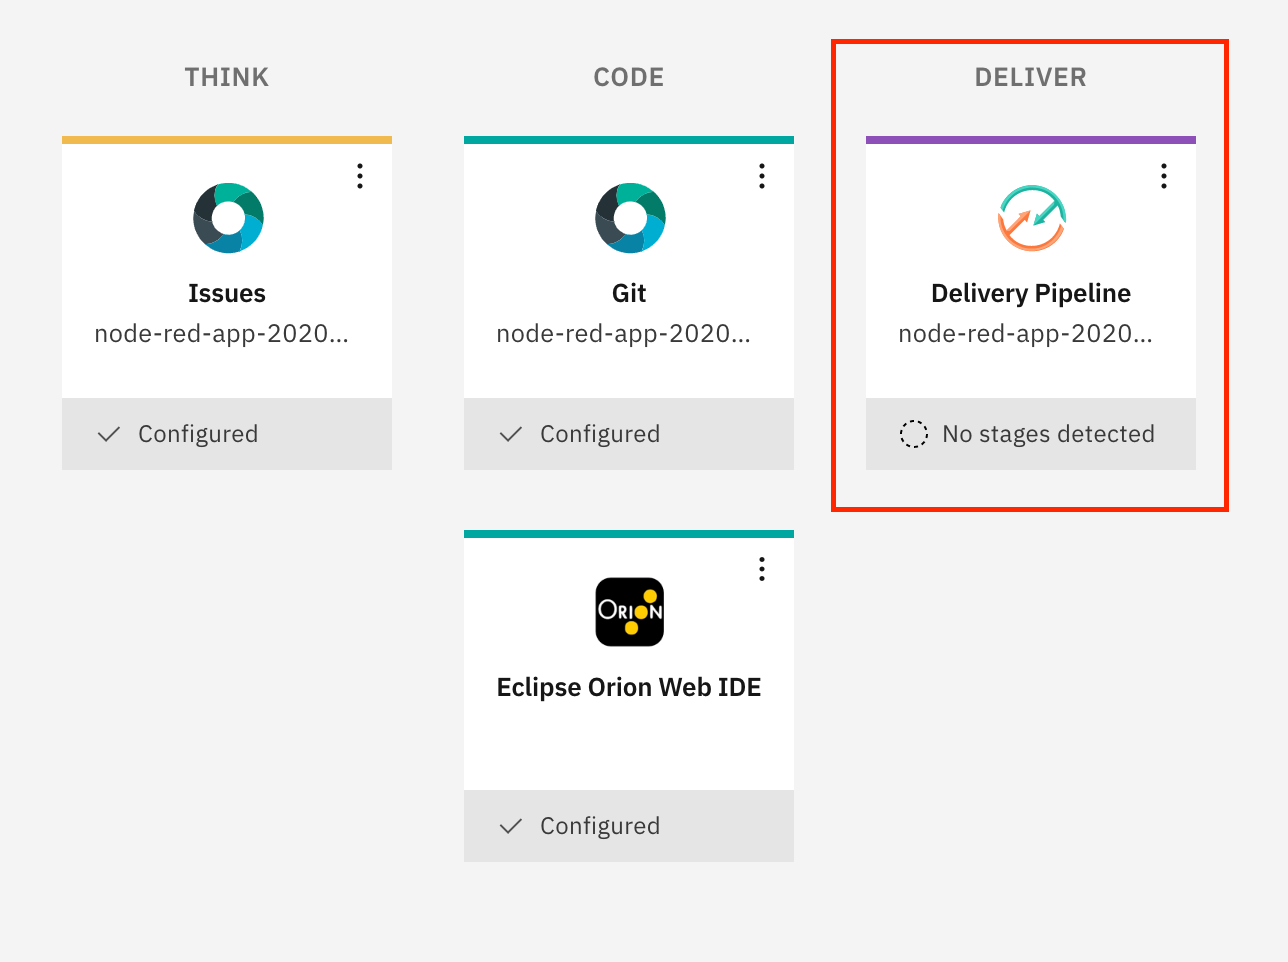 THINK
CODE
DELIVER
Issues
node-red-app-2020...
Configured
Git
node-red-app-2020...
Configured
Delivery Pipeline
node-red-app-2020...
No stages detected
ORION
Eclipse Orion Web IDE
Configured